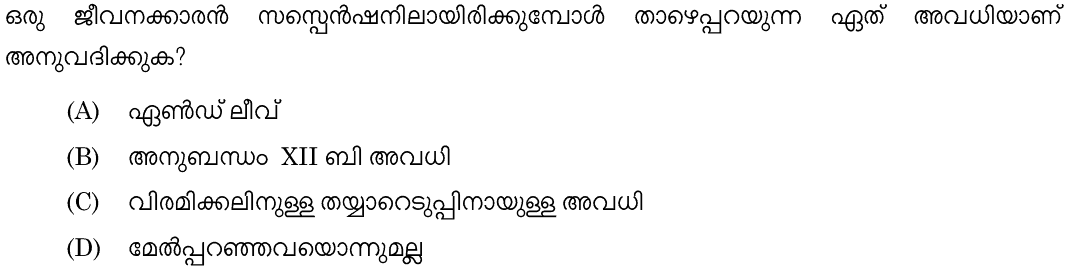 ഒരു ജീവനക്കാരൻ സസ്പെൻഷനിലായിരിക്കുമ്പോൾ താഴെപ്പറയുന്ന ഏത് അവധിയാണ്
അനുവദിക്കുക?
(A) ഏൺഡ് ലീവ്
(B) അനുബന്ധം XII ബി അവധി
(C) വിരമിക്കലിനുള്ള തയ്യാറെടുപ്പിനായുള്ള അവധി
(D) മേൽപ്പറഞ്ഞവയൊന്നുമല്ല